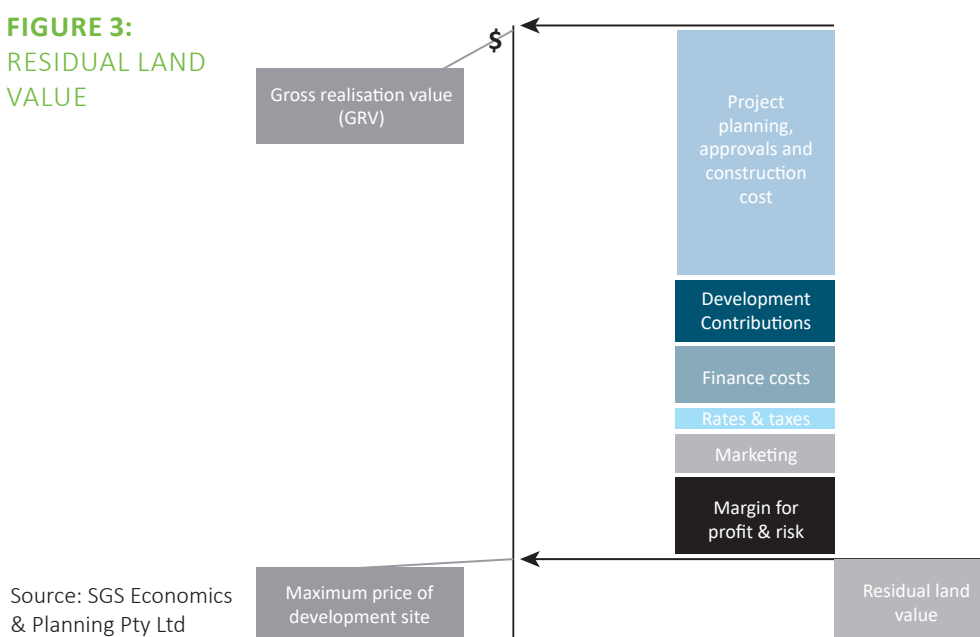 FIGURE 3:
RESIDUAL LAND
VALUE
$
Gross realisation value
(GRV)
Project
planning,
approvals and
construction
cost
Development
Contributions
Finance costs
Rates & taxes
Marketing
Margin for
profit & risk
Maximum price of
development site
Residual land
value
Source: SGS Economics
& Planning Pty Ltd